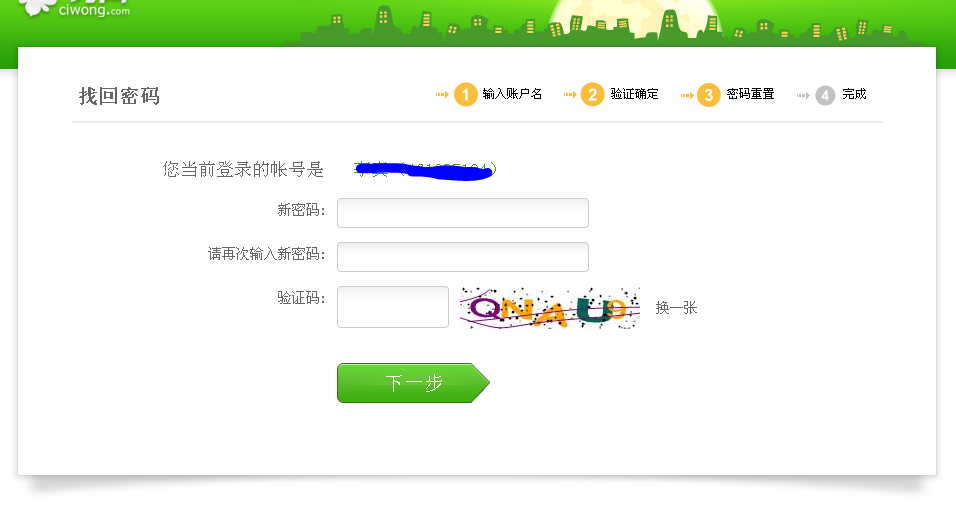 ciwong.com
找回密码
1 输入账户名 2 验证确定 3 密码重置 4 完成
您当前登录的帐号是
新密码:
请再次输入新密码:
验证码: QNAUO 换一张
下一步